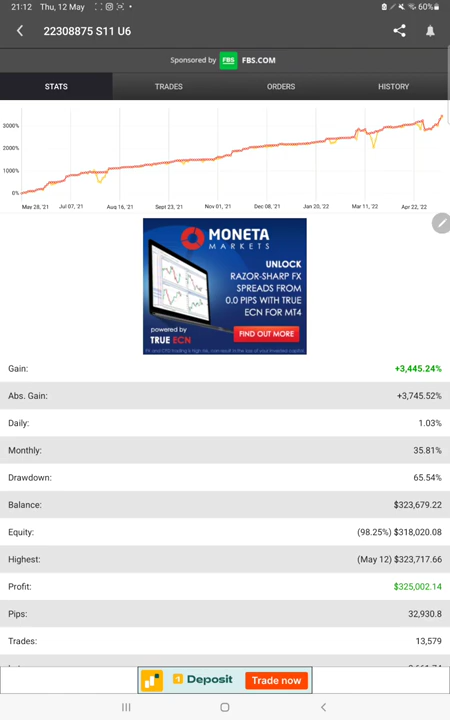 21:12 Thu, 12 May 60%
22308875 S11 U6
Sponsored by FBS FBS.COM
STATS TRADES ORDERS HISTORY
3000%
2000%
1000%
0%
May 28, '21 Jul 07, '21 Aug 16, '21 Sept 23, '21 Nov 01, '21 Dec 08, '21 Jan 20, '22 Mar 11, '22 Apr 22, '22
MONETA
MARKETS
UNLOCK
RAZOR-SHARP FX
SPREADS FROM
0.0 PIPS WITH TRUE
ECN FOR MT4
powered by
TRUE ECN
FIND OUT MORE
Gain: +3,445.24%
Abs. Gain: +3,745.52%
Daily: 1.03%
Monthly: 35.81%
Drawdown: 65.54%
Balance: $323,679.22
Equity: (98.25%) $318,020.08
Highest: (May 12) $323,717.66
Profit: $325,002.14
Pips: 32,930.8
Trades: 13,579
1 Deposit Trade now